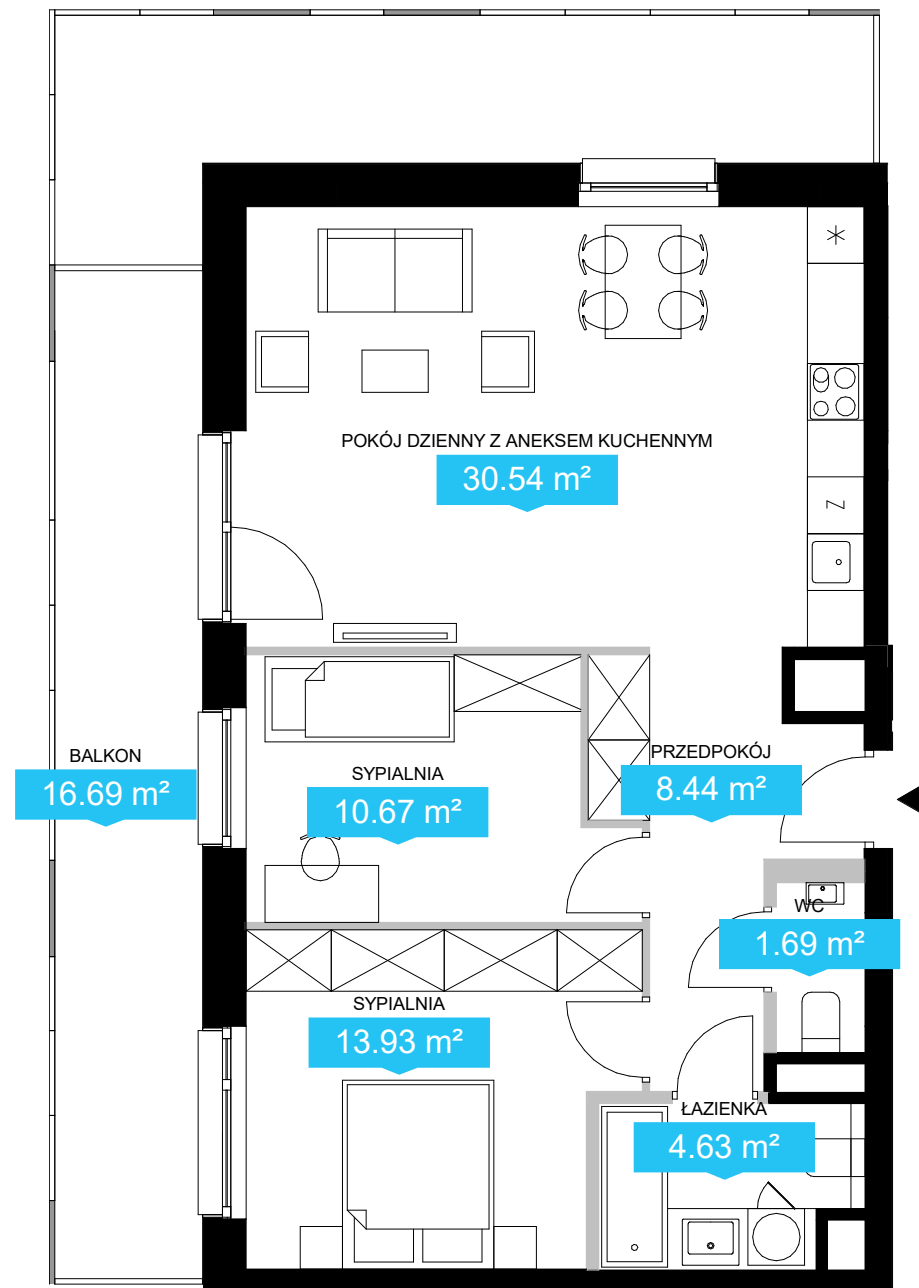 POKÓJ DZIENNY Z ANEKSEM KUCHENNYM
30.54 m²
BALKON
16.69 m²
SYPIALNIA
10.67 m²
PRZEDPOKÓJ
8.44 m²
WC
1.69 m²
SYPIALNIA
13.93 m²
ŁAZIENKA
4.63 m²